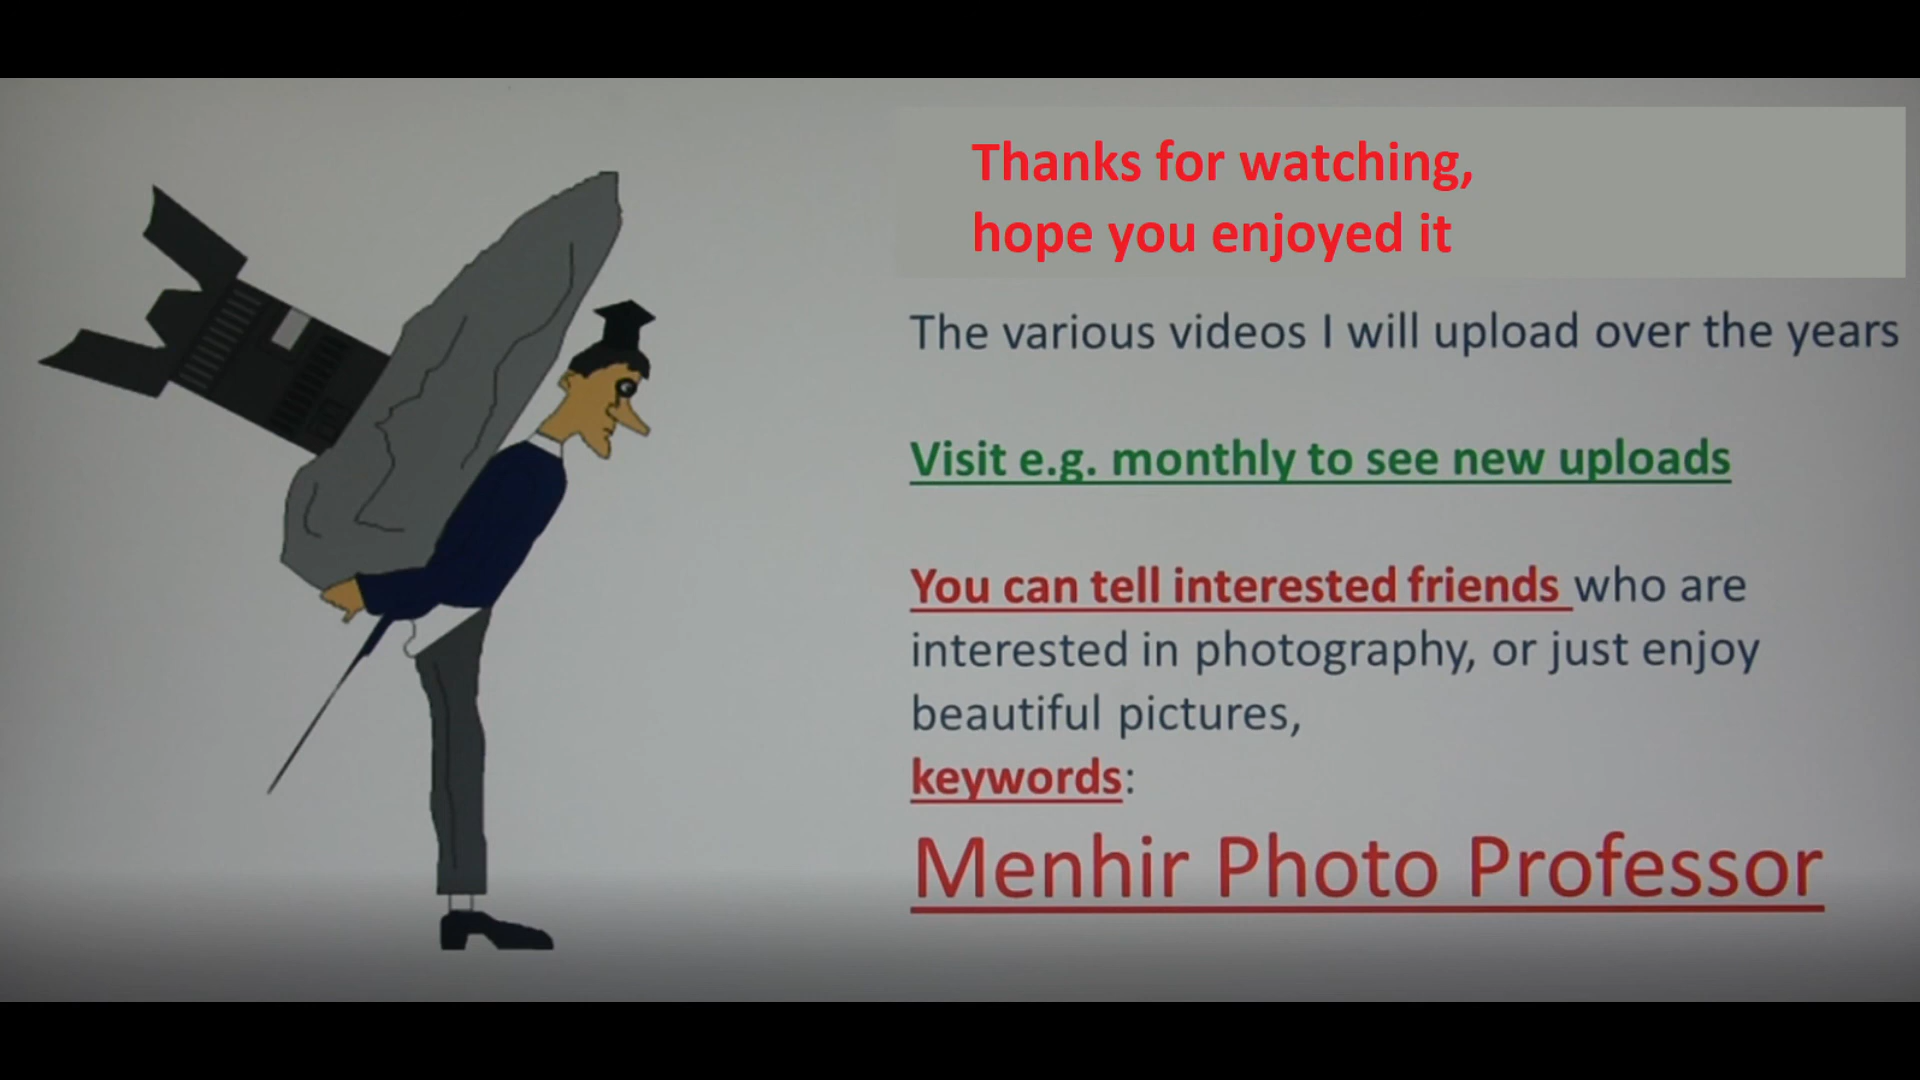 Thanks for watching,
hope you enjoyed it
The various videos I will upload over the years
Visit e.g. monthly to see new uploads
You can tell interested friends who are
interested in photography, or just enjoy
beautiful pictures,
keywords:
Menhir Photo Professor